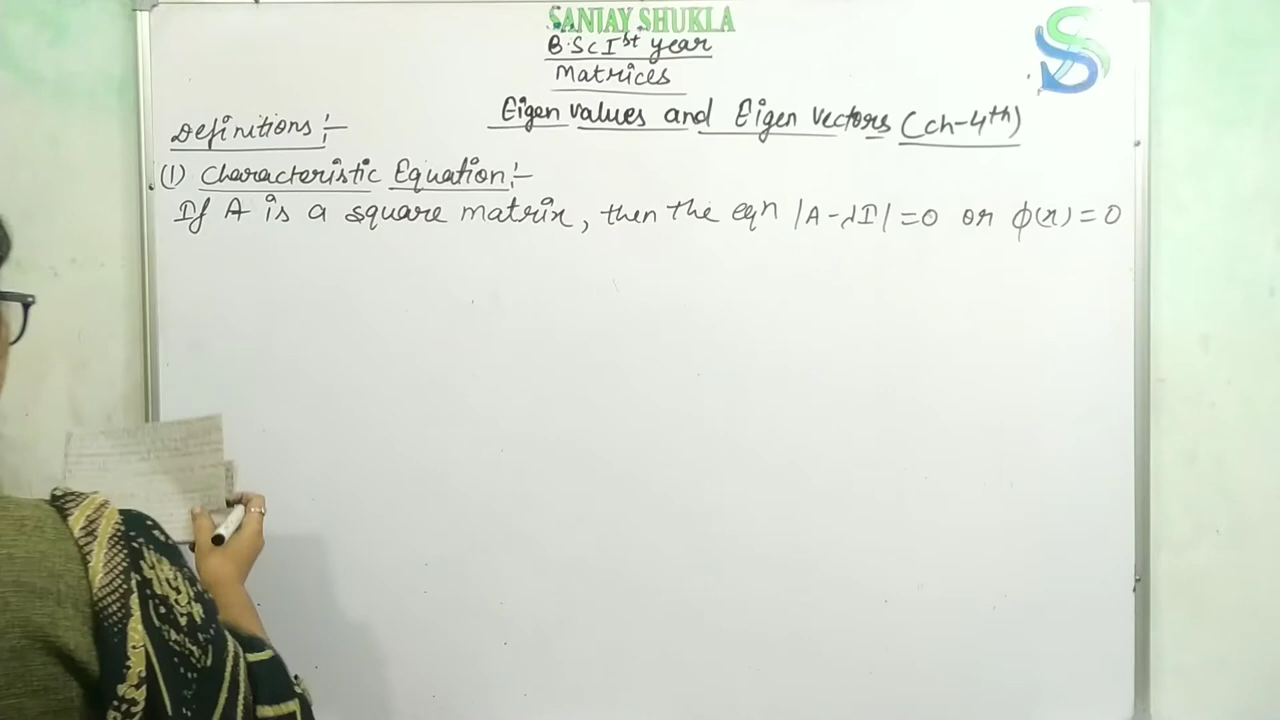 SANJAY SHUKLA
B.Sc Ist year
Matrices
Eigen values and Eigen vectors (ch-4th)
Definitions:-
(1) Characteristic Equation:-
If A is a square matrix, then the eqn |A-λI| = 0 or ϕ(x) = 0